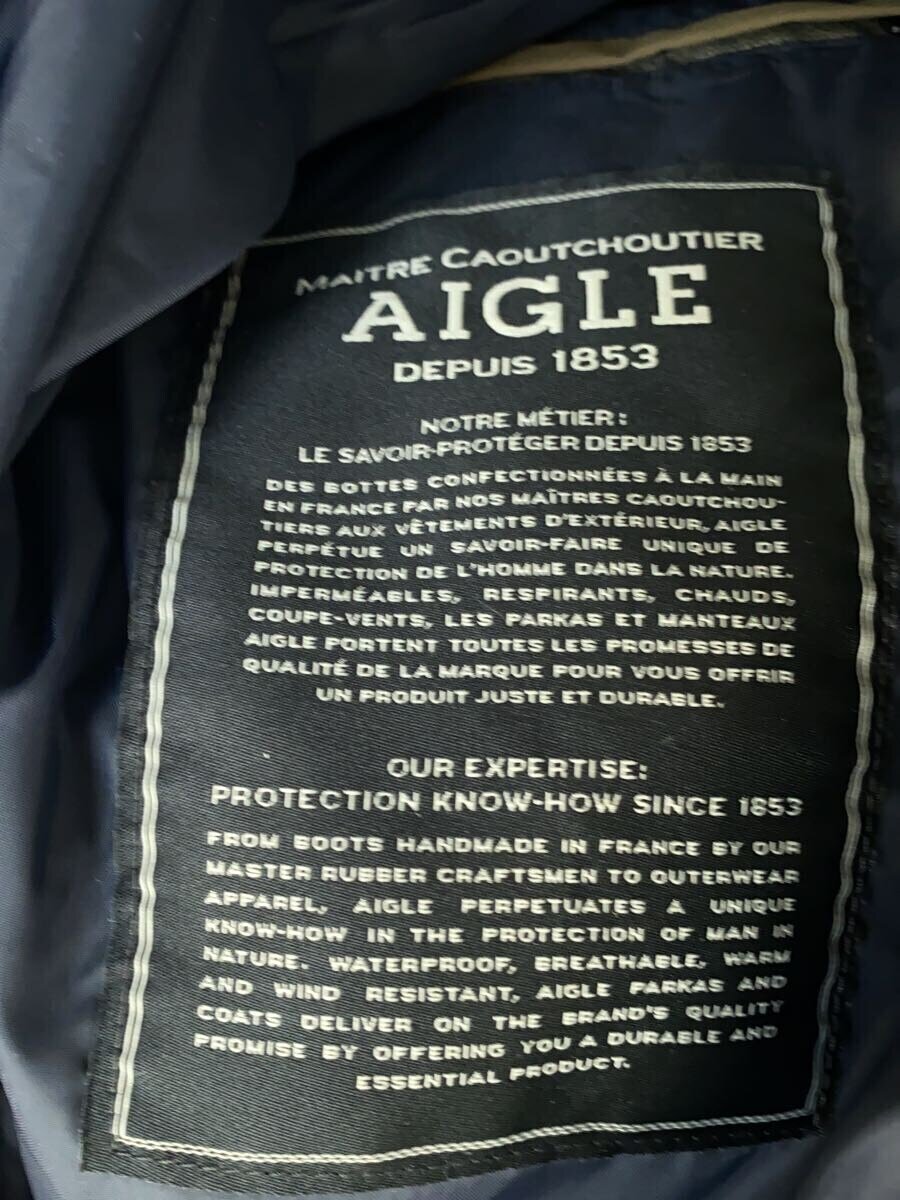 MAITRE CAOUTCHOUTIER
AIGLE
DEPUIS 1853
NOTRE MÉTIER:
LE SAVOIR-PROTÉGER DEPUIS 1853
DES BOTTES CONFECTIONNÉES À LA MAIN
EN FRANCE PAR NOS MAÎTRES CAOUTCHOU-
TIERS AUX VÊTEMENTS D'EXTÉRIEUR, AIGLE
PERPÉTUE UN SAVOIR-FAIRE UNIQUE DE
PROTECTION DE L'HOMME DANS LA NATURE.
IMPERMÉABLES, RESPIRANTS, CHAUDS,
COUPE-VENTS, LES PARKAS ET MANTEAUX
AIGLE PORTENT TOUTES LES PROMESSES DE
QUALITÉ DE LA MARQUE POUR VOUS OFFRIR
UN PRODUIT JUSTE ET DURABLE.
OUR EXPERTISE:
PROTECTION KNOW-HOW SINCE 1853
FROM BOOTS HANDMADE IN FRANCE BY OUR
MASTER RUBBER CRAFTSMEN TO OUTERWEAR
APPAREL, AIGLE PERPETUATES A UNIQUE
KNOW-HOW IN THE PROTECTION OF MAN IN
NATURE. WATERPROOF, BREATHABLE, WARM
AND WIND RESISTANT, AIGLE PARKAS AND
COATS DELIVER ON THE BRAND'S QUALITY
PROMISE BY OFFERING YOU A DURABLE AND
ESSENTIAL PRODUCT.